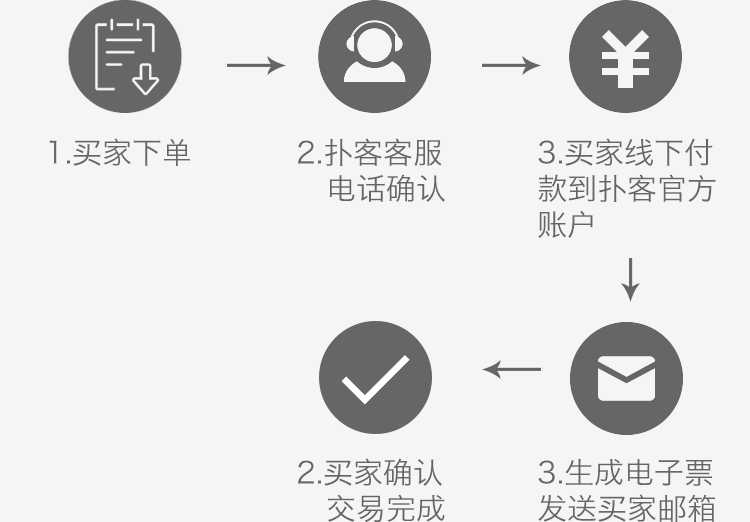 1.买家下单
2.扑客客服
电话确认
3.买家线下付
款到扑客官方
账户
2.买家确认
交易完成
3.生成电子票
发送买家邮箱